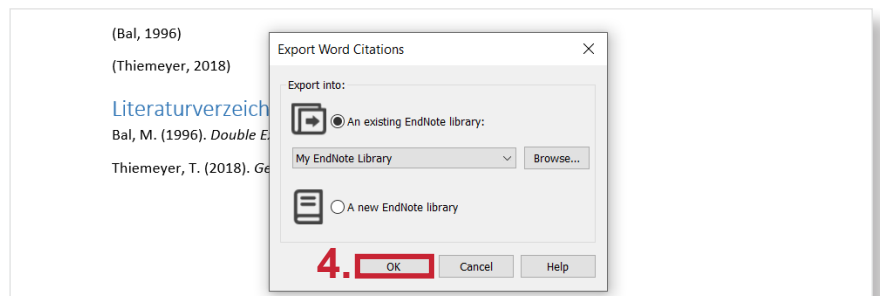 (Bal, 1996)
(Thiemeyer, 2018)
Literaturverzeich
Bal, M. (1996). Double E
Thiemeyer, T. (2018). Ge
Export Word Citations
Export into:
An existing EndNote library:
My EndNote Library
Browse...
A new EndNote library
4.
OK
Cancel
Help